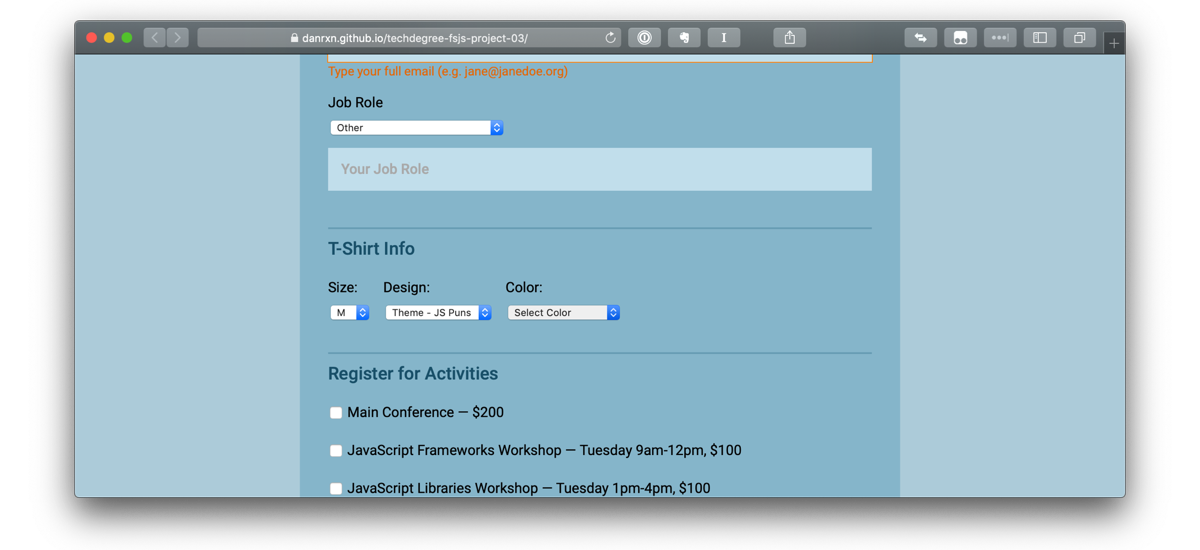 danrxn.github.io/techdegree-fsjs-project-03/
Type your full email (e.g. jane@janedoe.org)
Job Role
Other
Your Job Role
T-Shirt Info
Size: Design: Color:
M Theme - JS Puns Select Color
Register for Activities
Main Conference — $200
JavaScript Frameworks Workshop — Tuesday 9am-12pm, $100
JavaScript Libraries Workshop — Tuesday 1pm-4pm, $100